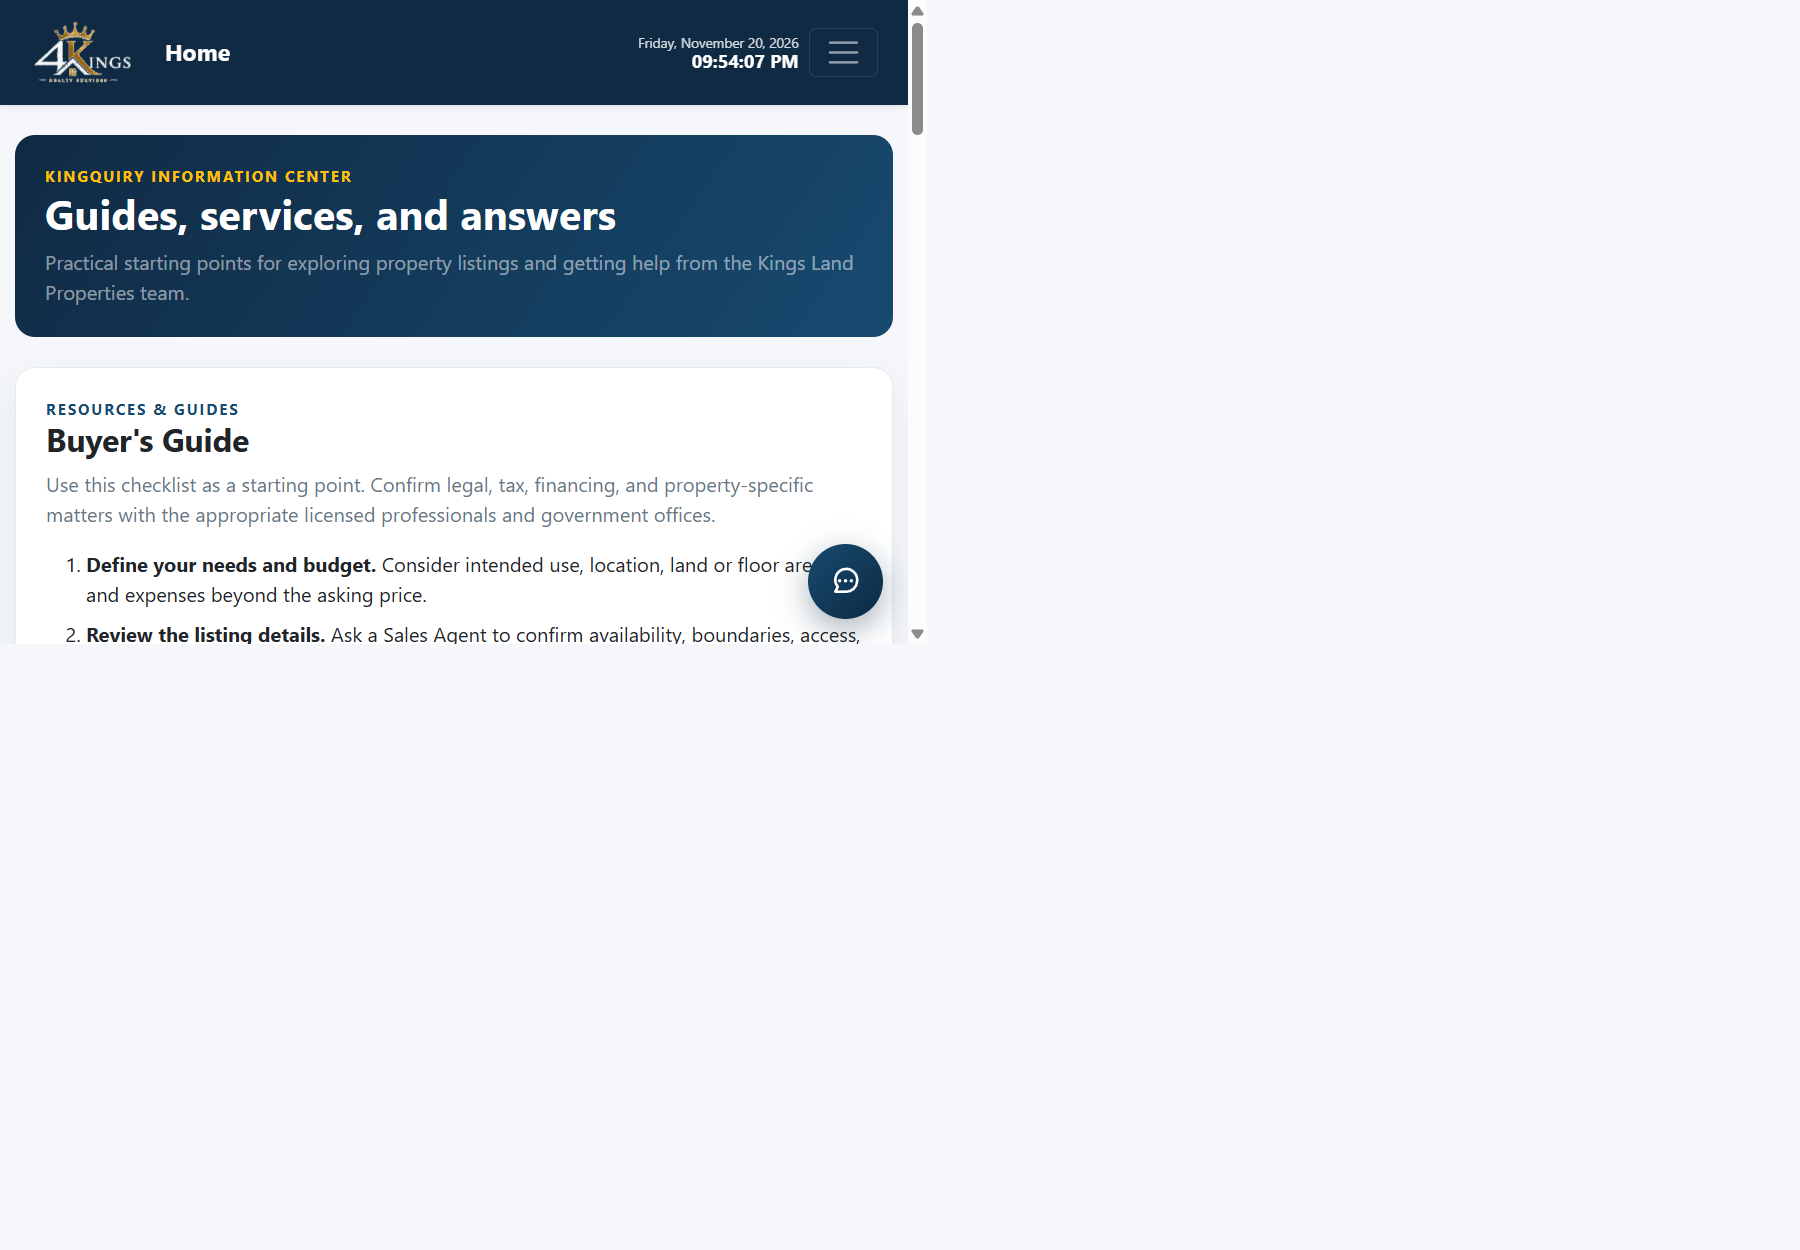 4KINGS
REALTY SERVICES
Home
Friday, November 20, 2026
09:54:07 PM
KINGQUIRY INFORMATION CENTER
Guides, services, and answers
Practical starting points for exploring property listings and getting help from the Kings Land
Properties team.
RESOURCES & GUIDES
Buyer's Guide
Use this checklist as a starting point. Confirm legal, tax, financing, and property-specific
matters with the appropriate licensed professionals and government offices.
1. Define your needs and budget. Consider intended use, location, land or floor are
and expenses beyond the asking price.
2. Review the listing details. Ask a Sales Agent to confirm availability, boundaries, access,